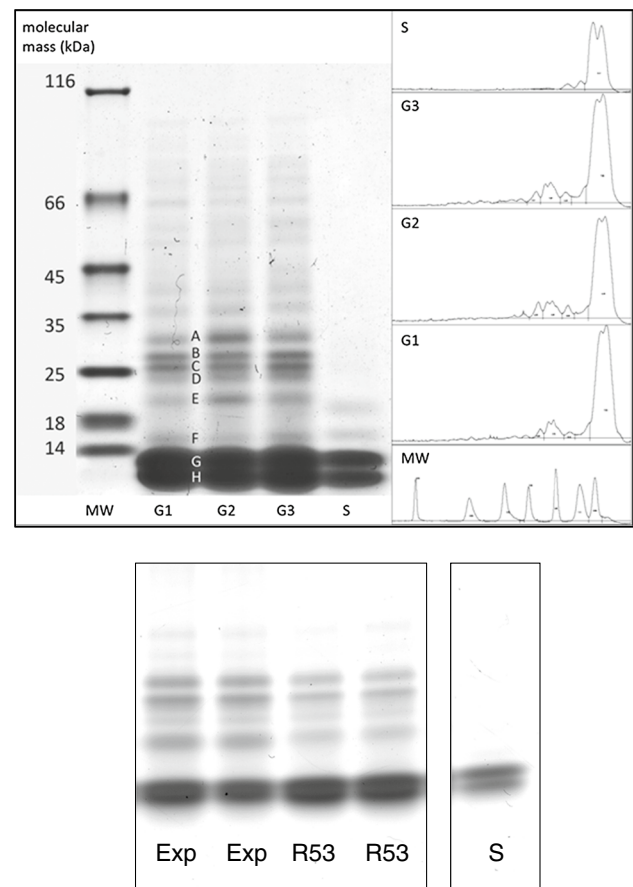 molecular
mass (kDa)
116
66
45
35
25
18
14
A
B
C
D
E
F
G
H
MW G1 G2 G3 S
S
G3
G2
G1
MW
Exp Exp R53 R53 S